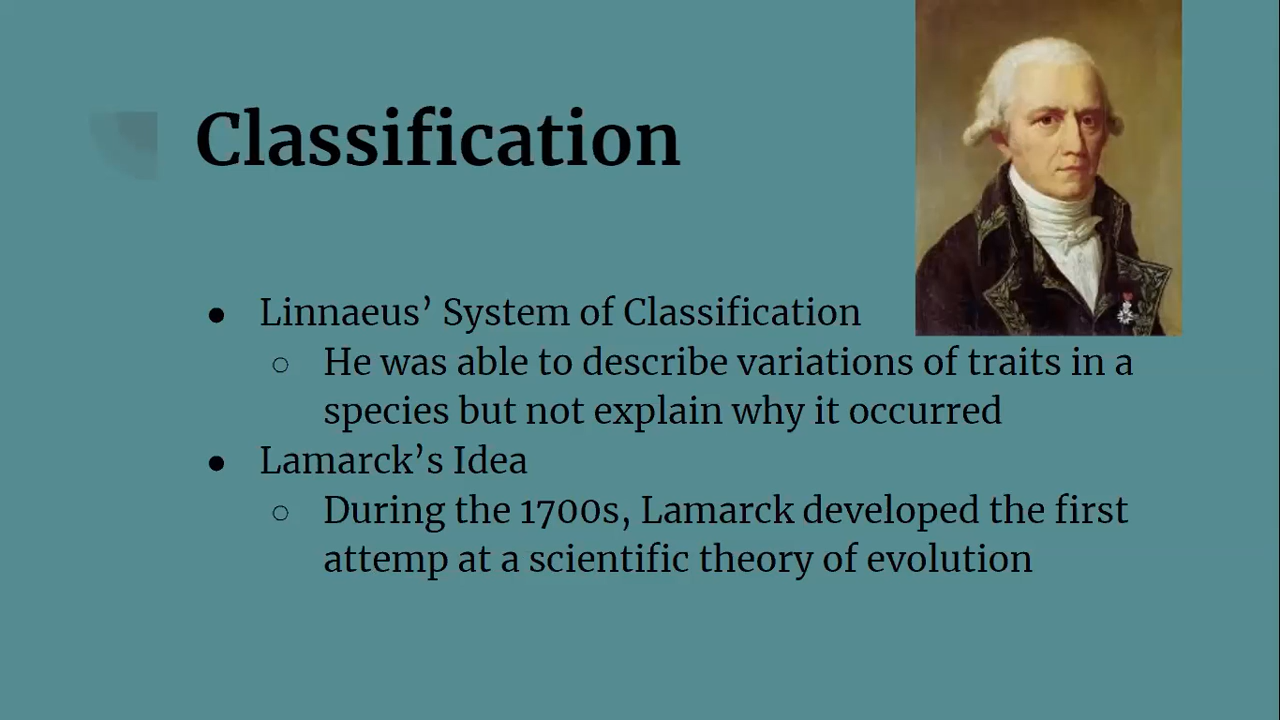 Classification
● Linnaeus’ System of Classification
○ He was able to describe variations of traits in a
species but not explain why it occurred
● Lamarck’s Idea
○ During the 1700s, Lamarck developed the first
attemp at a scientific theory of evolution